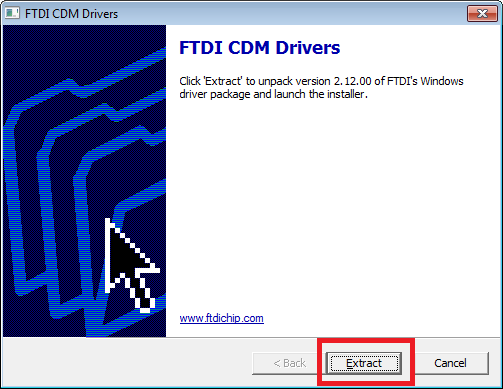 FTDI CDM Drivers
FTDI CDM Drivers
Click 'Extract' to unpack version 2.12.00 of FTDI's Windows
driver package and launch the installer.
www.ftdichip.com
< Back Extract Cancel